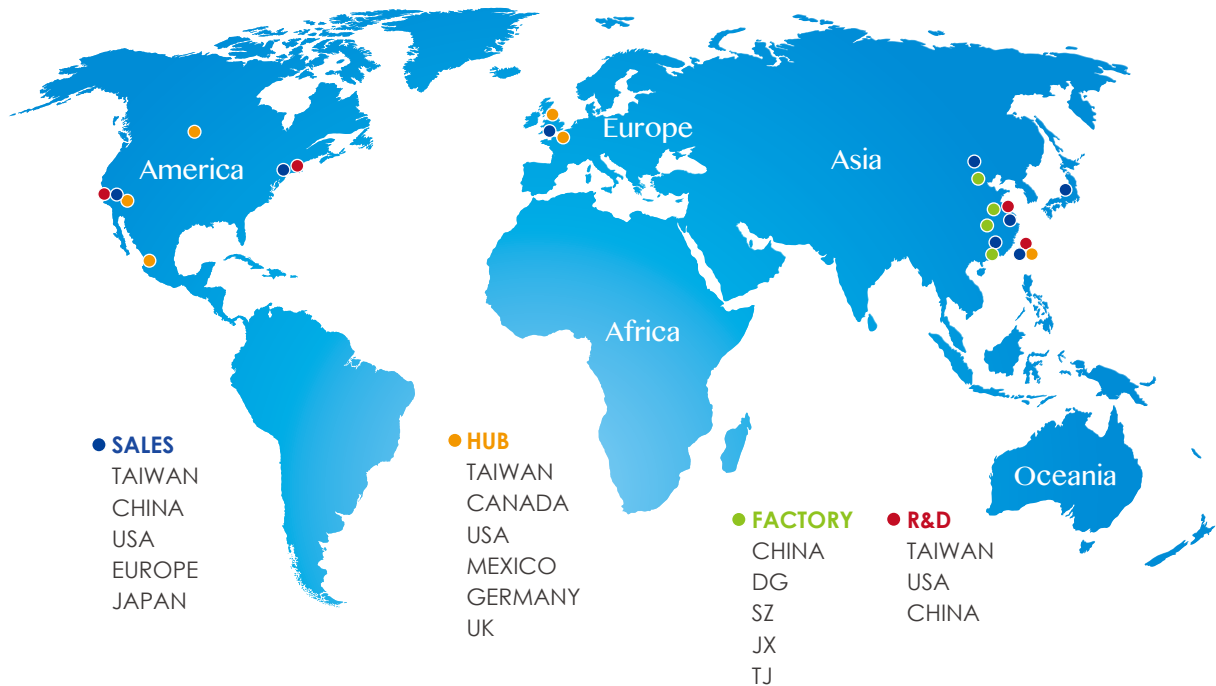 America
Europe
Asia
Africa
Oceania
SALES
TAIWAN
CHINA
USA
EUROPE
JAPAN
HUB
TAIWAN
CANADA
USA
MEXICO
GERMANY
UK
FACTORY
CHINA
DG
SZ
JX
TJ
R&D
TAIWAN
USA
CHINA